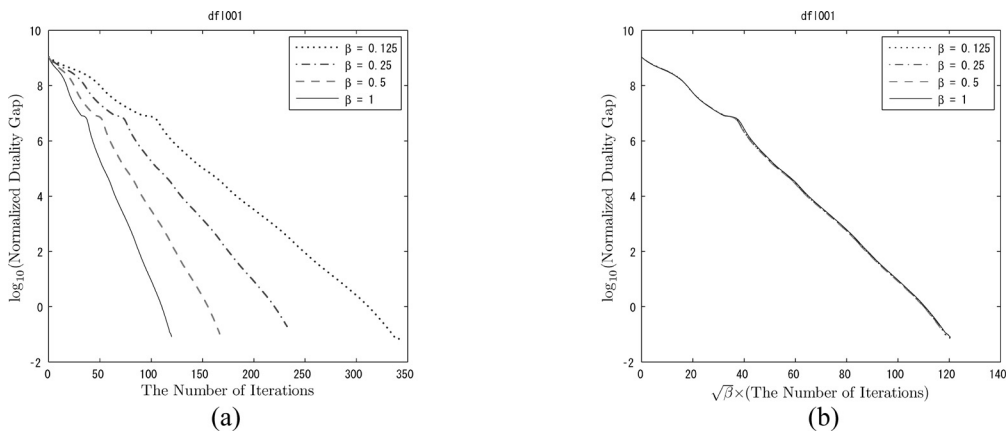 dfl001
10
8
6
4
2
0
-2
log10(Normalized Duality Gap)
β = 0.125
β = 0.25
β = 0.5
β = 1
0 50 100 150 200 250 300 350
The Number of Iterations
(a)
dfl001
10
8
6
4
2
0
-2
log10(Normalized Duality Gap)
β = 0.125
β = 0.25
β = 0.5
β = 1
0 20 40 60 80 100 120 140
√β×(The Number of Iterations)
(b)